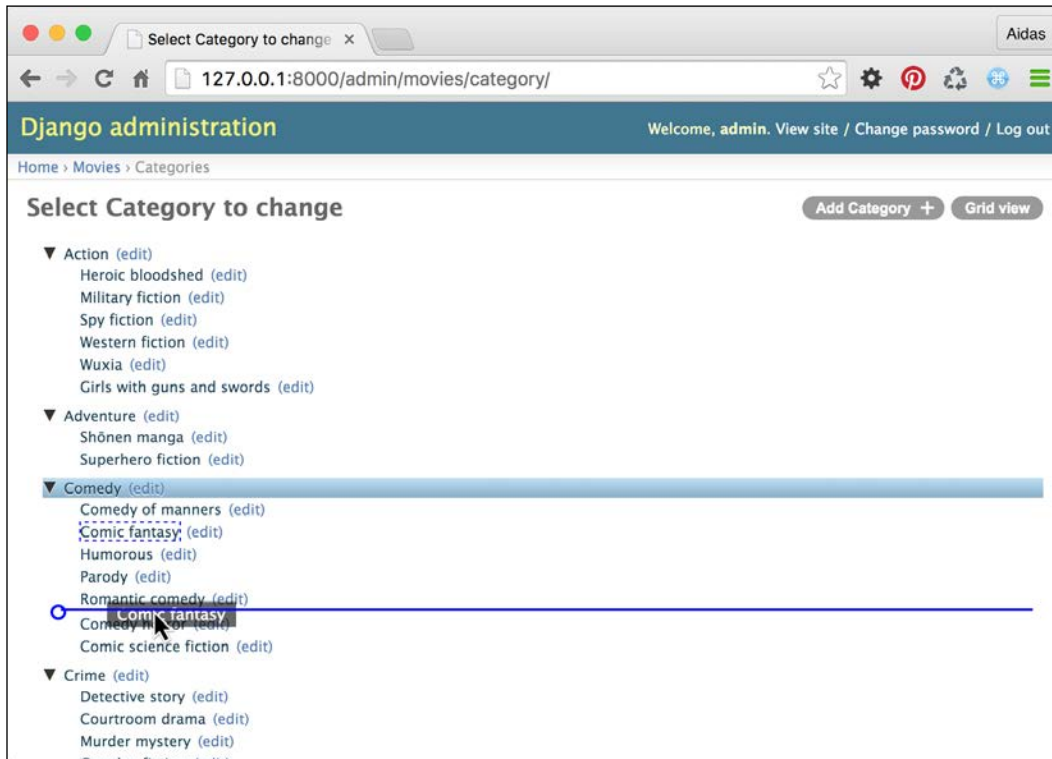 Select Category to change ×
Aidas
127.0.0.1:8000/admin/movies/category/
Django administration
Welcome, admin. View site / Change password / Log out
Home › Movies › Categories
Select Category to change
Add Category +
Grid view
▼ Action (edit)
Heroic bloodshed (edit)
Military fiction (edit)
Spy fiction (edit)
Western fiction (edit)
Wuxia (edit)
Girls with guns and swords (edit)
▼ Adventure (edit)
Shōnen manga (edit)
Superhero fiction (edit)
▼ Comedy (edit)
Comedy of manners (edit)
Comic fantasy (edit)
Humorous (edit)
Parody (edit)
Romantic comedy (edit)
Comic fantasy
Comedy horror (edit)
Comic science fiction (edit)
▼ Crime (edit)
Detective story (edit)
Courtroom drama (edit)
Murder mystery (edit)